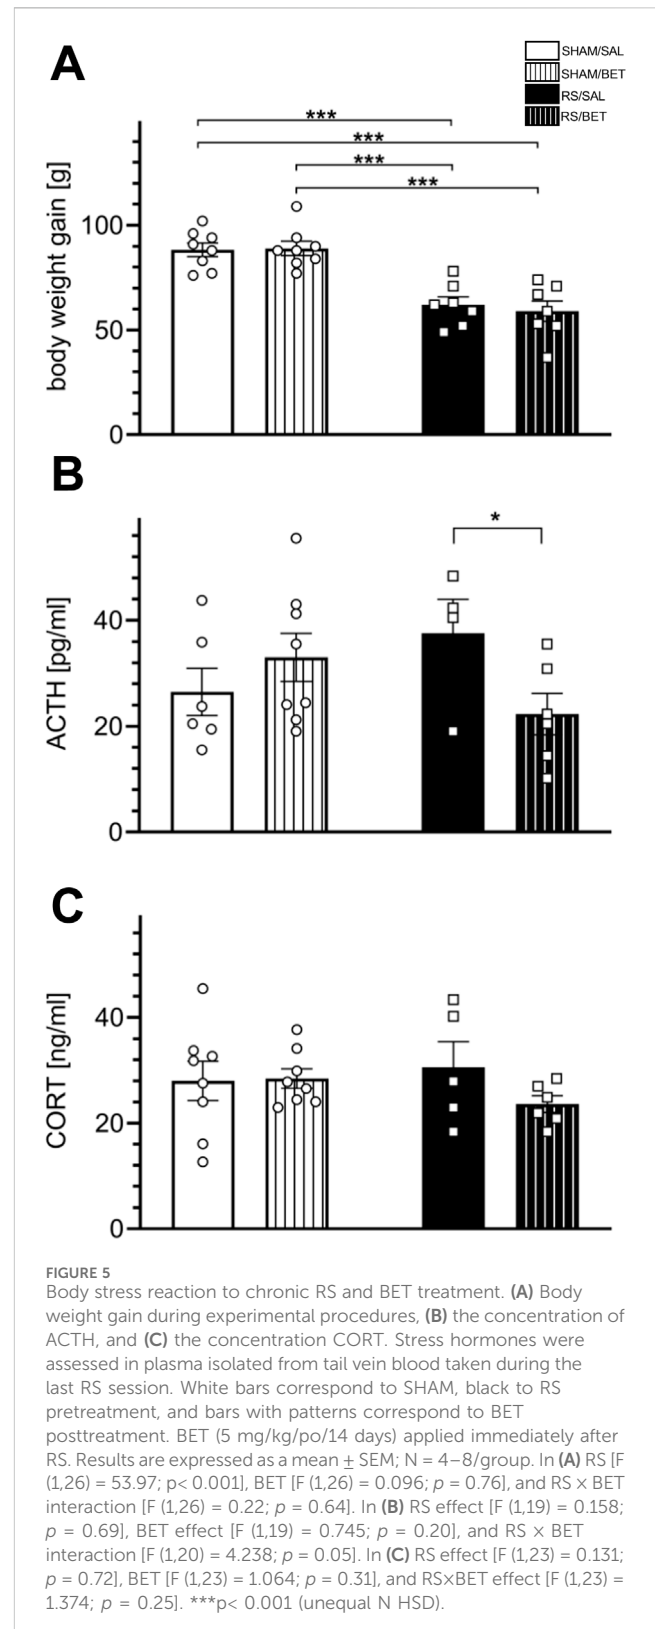 A
SHAM/SAL
SHAM/BET
RS/SAL
RS/BET
***
***
***
***
body weight gain [g]
100
50
0
B
*
ACTH [pg/ml]
40
20
0
C
CORT [ng/ml]
40
20
0
FIGURE 5
Body stress reaction to chronic RS and BET treatment. (A) Body
weight gain during experimental procedures, (B) the concentration of
ACTH, and (C) the concentration CORT. Stress hormones were
assessed in plasma isolated from tail vein blood taken during the
last RS session. White bars correspond to SHAM, black to RS
pretreatment, and bars with patterns correspond to BET
posttreatment. BET (5 mg/kg/po/14 days) applied immediately after
RS. Results are expressed as a mean ± SEM; N = 4–8/group. In (A) RS [F
(1,26) = 53.97; p< 0.001], BET [F (1,26) = 0.096; p = 0.76], and RS × BET
interaction [F (1,26) = 0.22; p = 0.64]. In (B) RS effect [F (1,19) = 0.158;
p = 0.69], BET effect [F (1,19) = 0.745; p = 0.20], and RS × BET
interaction [F (1,20) = 4.238; p = 0.05]. In (C) RS effect [F (1,23) = 0.131;
p = 0.72], BET [F (1,23) = 1.064; p = 0.31], and RS×BET effect [F (1,23) =
1.374; p = 0.25]. ***p< 0.001 (unequal N HSD).